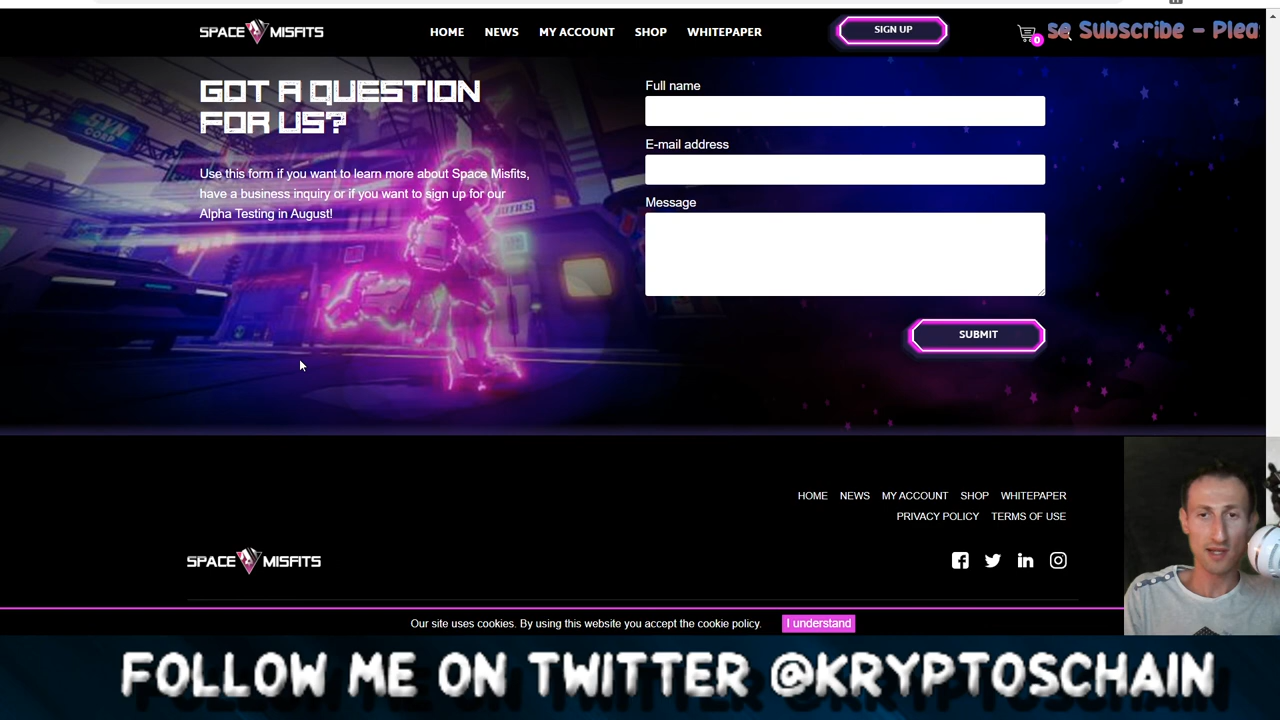 SPACE MISFITS
HOME NEWS MY ACCOUNT SHOP WHITEPAPER
SIGN UP
0
se Subscribe - Plea
GOT A QUESTION
FOR US?
Use this form if you want to learn more about Space Misfits,
have a business inquiry or if you want to sign up for our
Alpha Testing in August!
SYN
CORP
Full name
E-mail address
Message
SUBMIT
HOME NEWS MY ACCOUNT SHOP WHITEPAPER
PRIVACY POLICY TERMS OF USE
SPACE MISFITS
Our site uses cookies. By using this website you accept the cookie policy.
I understand
FOLLOW ME ON TWITTER @KRYPTOSCHAIN